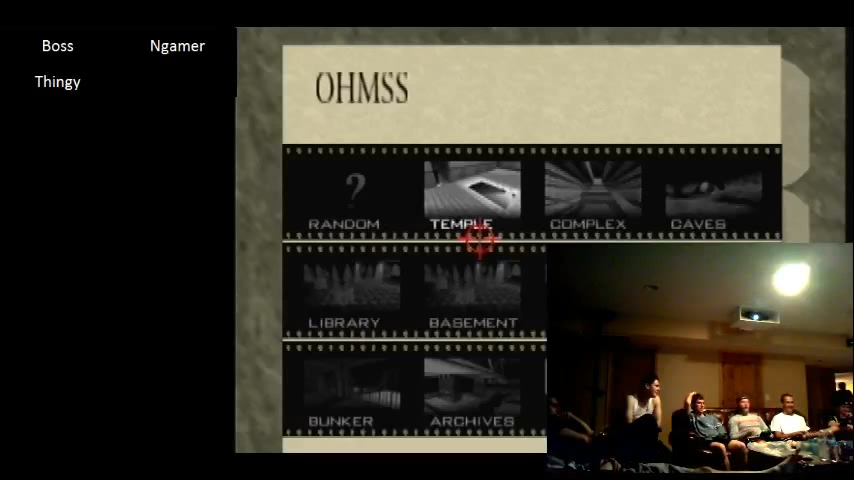 Boss Ngamer
Thingy
OHMSS
RANDOM TEMPLE COMPLEX CAVES
LIBRARY BASEMENT
BUNKER ARCHIVES